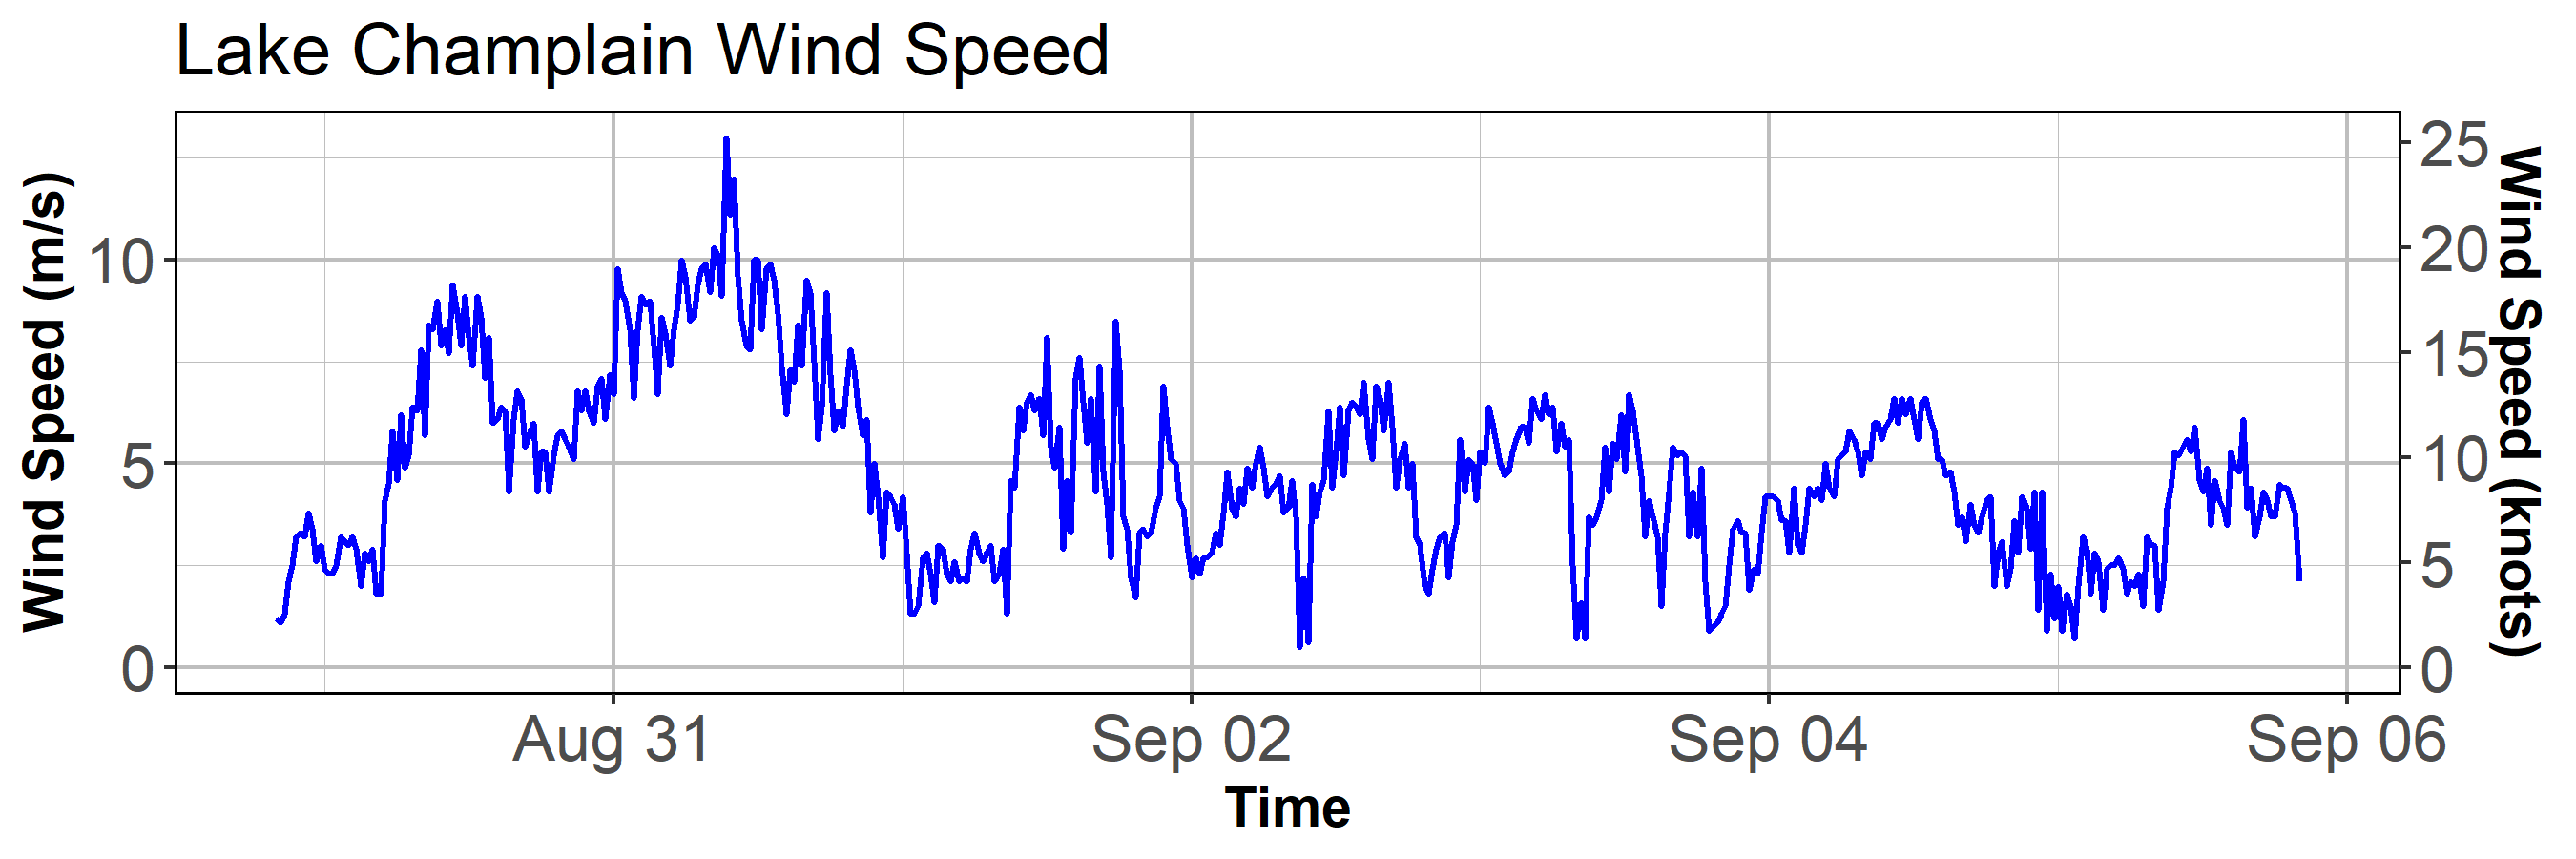 Lake Champlain Wind Speed
Wind Speed (m/s)
10
5
0
25
20
15
10
5
0
Wind Speed (knots)
Aug 31
Sep 02
Sep 04
Sep 06
Time